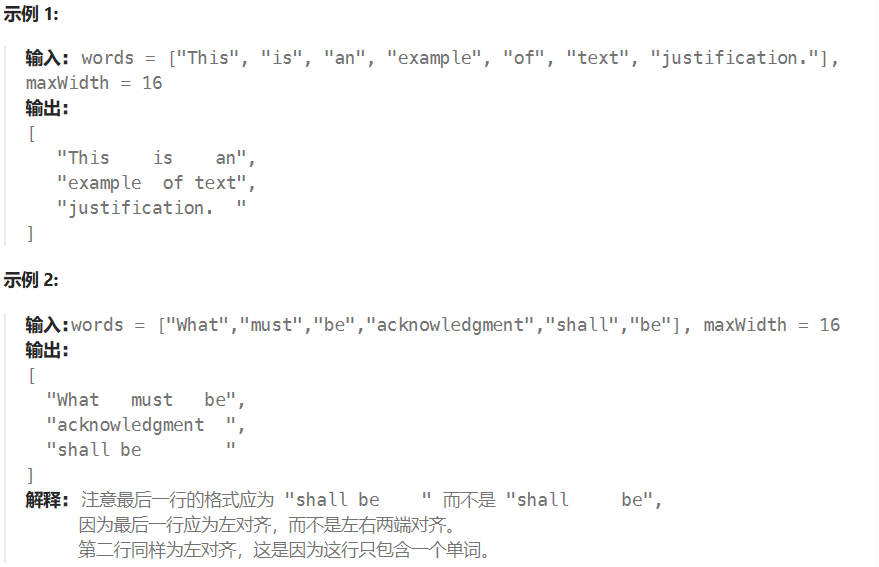 示例 1:
输入: words = ["This", "is", "an", "example", "of", "text", "justification."],
maxWidth = 16
输出:
[
   "This    is    an",
   "example  of text",
   "justification.  "
]
示例 2:
输入:words = ["What","must","be","acknowledgment","shall","be"], maxWidth = 16
输出:
[
  "What   must   be",
  "acknowledgment  ",
  "shall be        "
]
解释: 注意最后一行的格式应为 "shall be    " 而不是 "shall     be",
     因为最后一行应为左对齐，而不是左右两端对齐。
     第二行同样为左对齐，这是因为这行只包含一个单词。